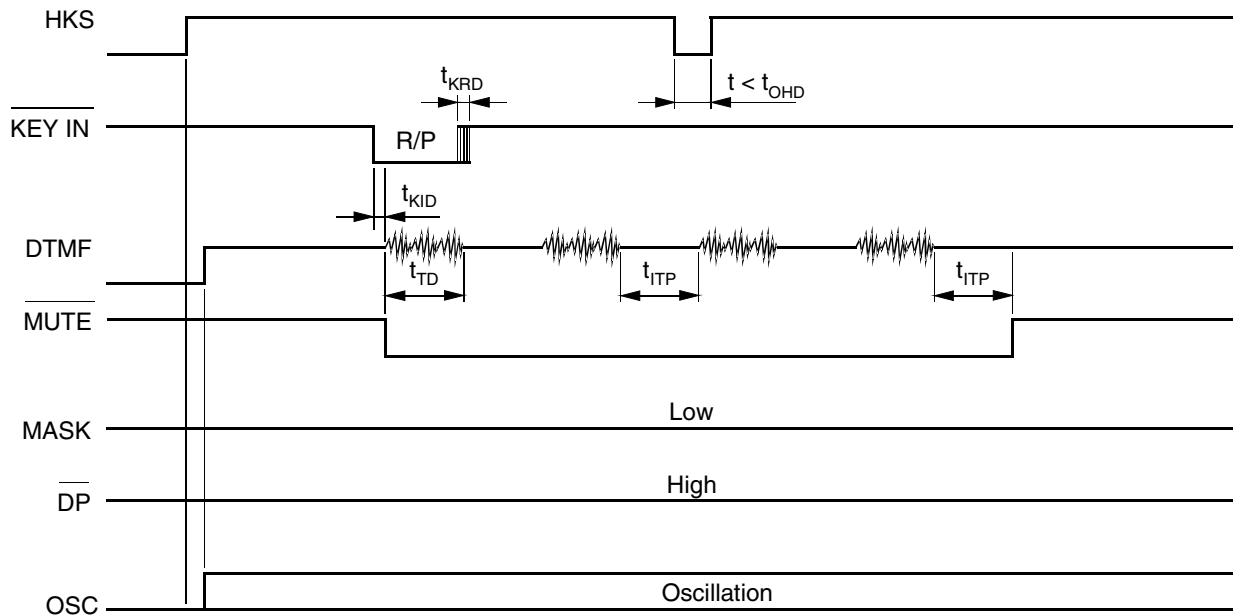 HKS
t < tOHD
tKRD
KEY IN
R/P
tKID
DTMF
tTD
tITP
tITP
MUTE
Low
MASK
High
DP
Oscillation
OSC